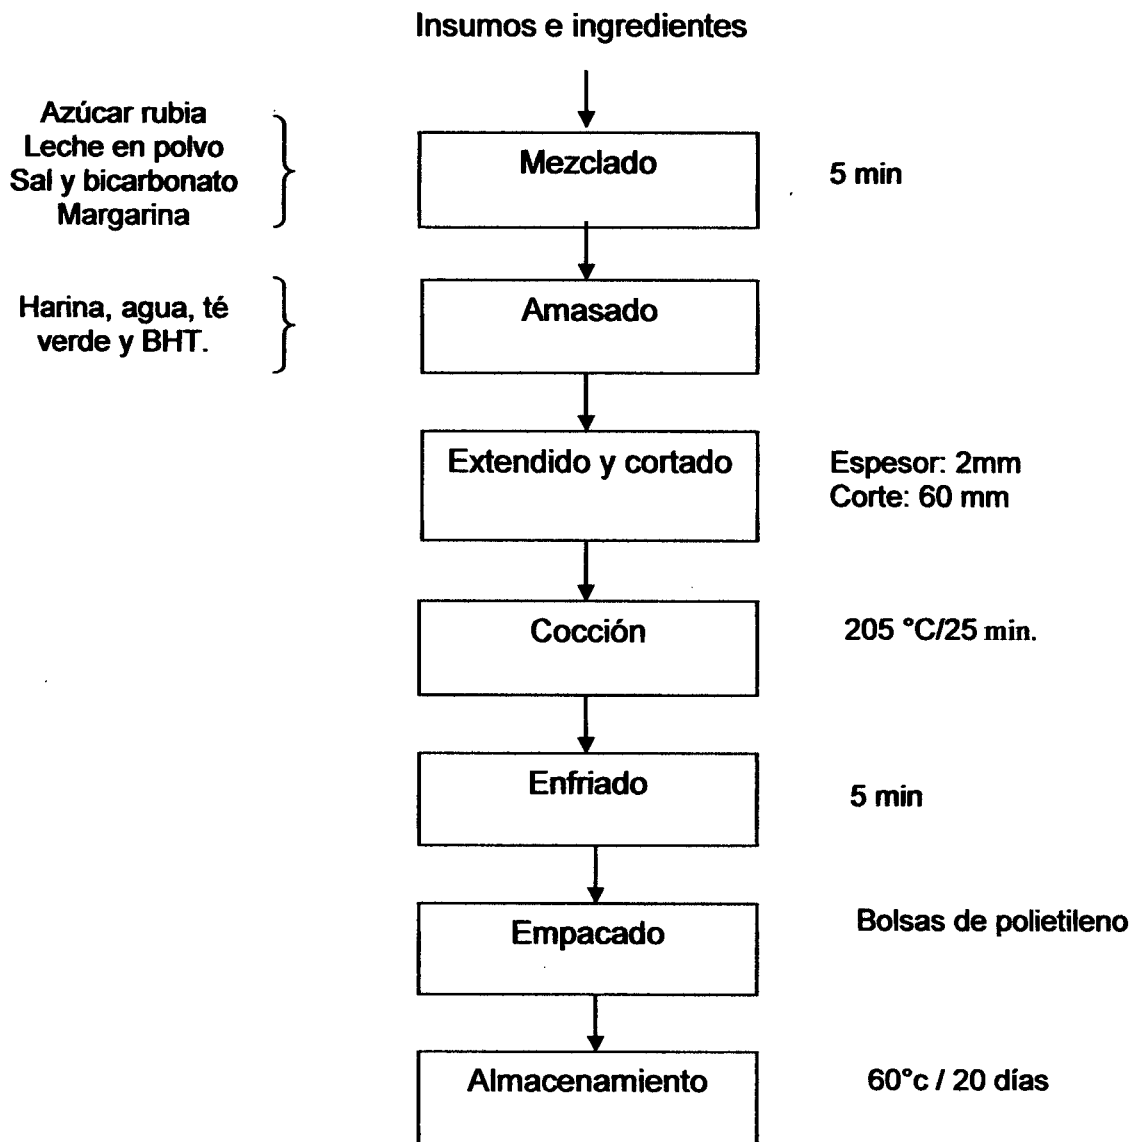 Insumos e ingredientes
Azúcar rubia
Leche en polvo
Sal y bicarbonato
Margarina
Mezclado
5 min
Harina, agua, té
verde y BHT.
Amasado
Extendido y cortado
Espesor: 2mm
Corte: 60 mm
Cocción
205 °C/25 min.
Enfriado
5 min
Empacado
Bolsas de polietileno
Almacenamiento
60°c / 20 días